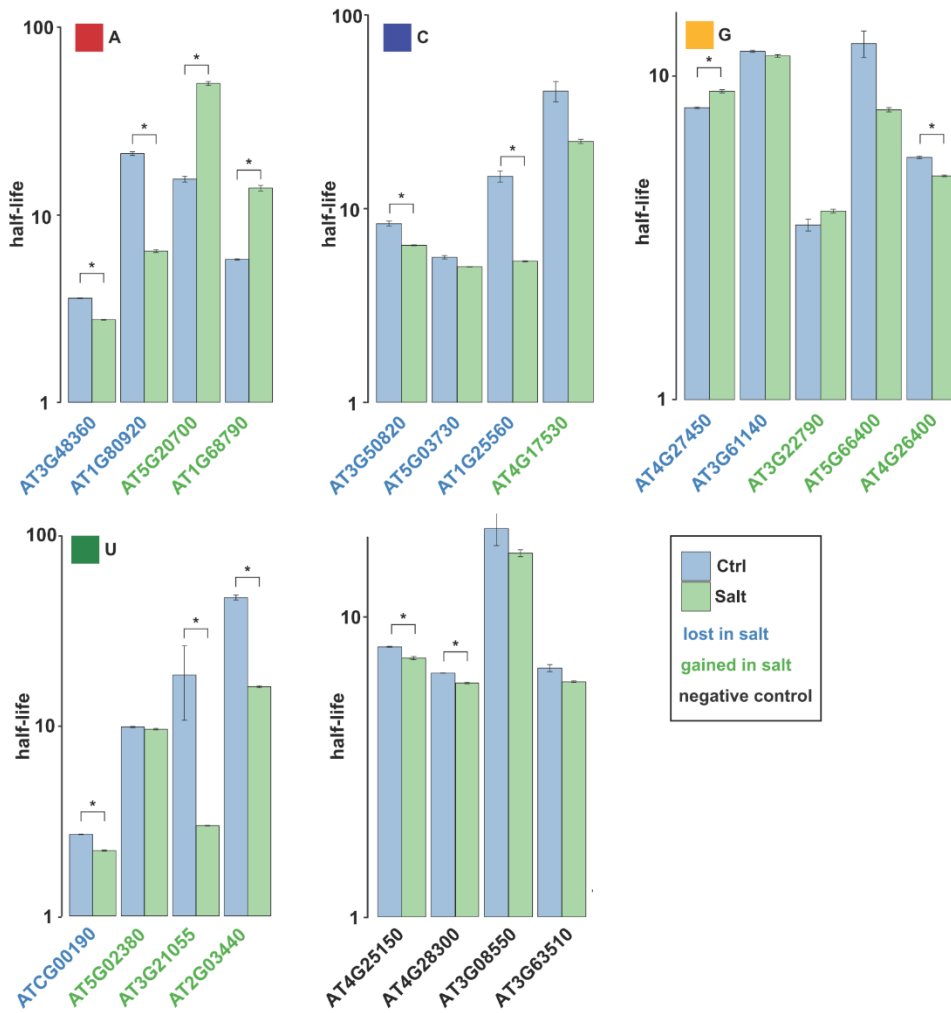 A
100
10
1
half-life
*
*
*
*
AT3G48360
AT1G80920
AT5G20700
AT1G68790
C
100
10
1
half-life
*
*
AT3G50820
AT5G03730
AT1G25560
AT4G17530
G
10
1
half-life
*
*
AT4G27450
AT3G61140
AT3G22790
AT5G66400
AT4G26400
U
100
10
1
half-life
*
*
*
ATCG00190
AT5G02380
AT3G21055
AT2G03440
10
1
half-life
*
*
AT4G25150
AT4G28300
AT3G08550
AT3G63510
Ctrl
Salt
lost in salt
gained in salt
negative control